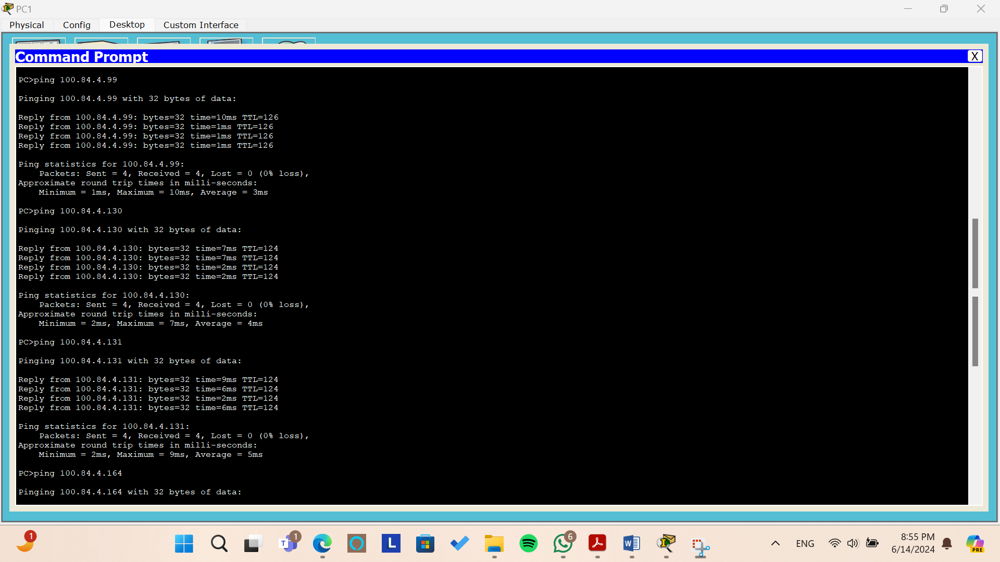 PC1
Physical Config Desktop Custom Interface
Command Prompt X
PC>ping 100.84.4.99
Pinging 100.84.4.99 with 32 bytes of data:
Reply from 100.84.4.99: bytes=32 time=10ms TTL=126
Reply from 100.84.4.99: bytes=32 time=1ms TTL=126
Reply from 100.84.4.99: bytes=32 time=1ms TTL=126
Reply from 100.84.4.99: bytes=32 time=1ms TTL=126
Ping statistics for 100.84.4.99:
Packets: Sent = 4, Received = 4, Lost = 0 (0% loss),
Approximate round trip times in milli-seconds:
Minimum = 1ms, Maximum = 10ms, Average = 3ms
PC>ping 100.84.4.130
Pinging 100.84.4.130 with 32 bytes of data:
Reply from 100.84.4.130: bytes=32 time=7ms TTL=124
Reply from 100.84.4.130: bytes=32 time=7ms TTL=124
Reply from 100.84.4.130: bytes=32 time=2ms TTL=124
Reply from 100.84.4.130: bytes=32 time=2ms TTL=124
Ping statistics for 100.84.4.130:
Packets: Sent = 4, Received = 4, Lost = 0 (0% loss),
Approximate round trip times in milli-seconds:
Minimum = 2ms, Maximum = 7ms, Average = 4ms
PC>ping 100.84.4.131
Pinging 100.84.4.131 with 32 bytes of data:
Reply from 100.84.4.131: bytes=32 time=9ms TTL=124
Reply from 100.84.4.131: bytes=32 time=6ms TTL=124
Reply from 100.84.4.131: bytes=32 time=2ms TTL=124
Reply from 100.84.4.131: bytes=32 time=6ms TTL=124
Ping statistics for 100.84.4.131:
Packets: Sent = 4, Received = 4, Lost = 0 (0% loss),
Approximate round trip times in milli-seconds:
Minimum = 2ms, Maximum = 9ms, Average = 5ms
PC>ping 100.84.4.164
Pinging 100.84.4.164 with 32 bytes of data:
1 T 1 L 6 W ENG 8:55 PM
6/14/2024
PRE